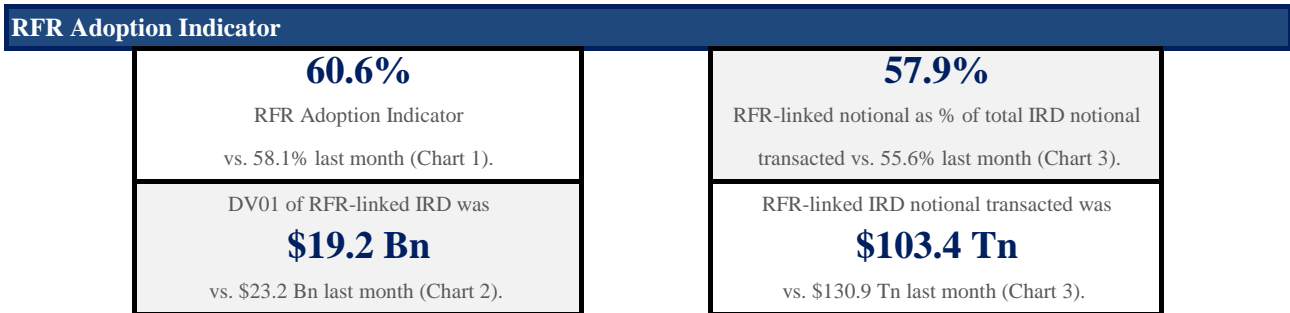 RFR Adoption Indicator
60.6%
RFR Adoption Indicator
vs. 58.1% last month (Chart 1).
57.9%
RFR-linked notional as % of total IRD notional
transacted vs. 55.6% last month (Chart 3).
DV01 of RFR-linked IRD was
$19.2 Bn
vs. $23.2 Bn last month (Chart 2).
RFR-linked IRD notional transacted was
$103.4 Tn
vs. $130.9 Tn last month (Chart 3).